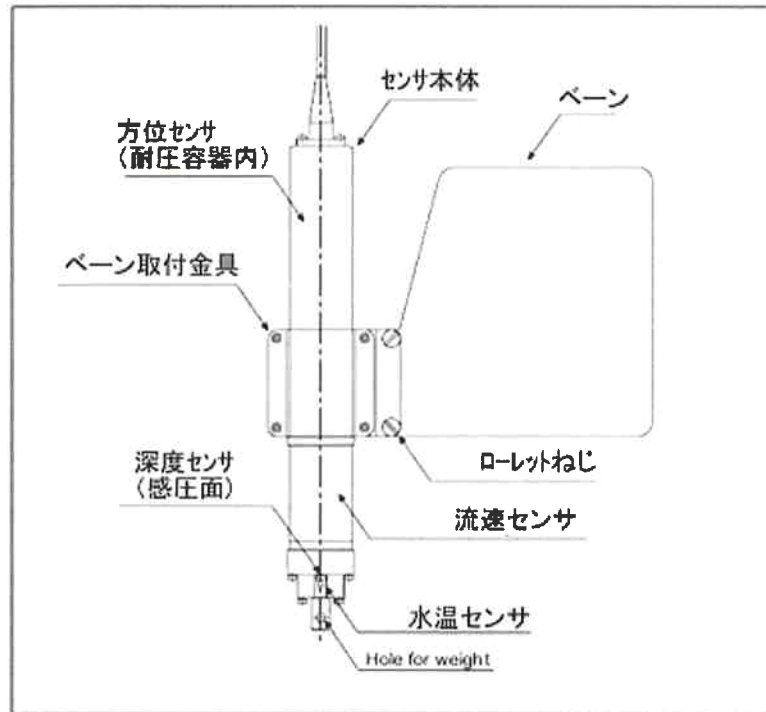 センサ本体
ベーン
方位センサ
(耐圧容器内)
ベーン取付金具
深度センサ
(感圧面)
ローレットねじ
流速センサ
水温センサ
Hole for weight